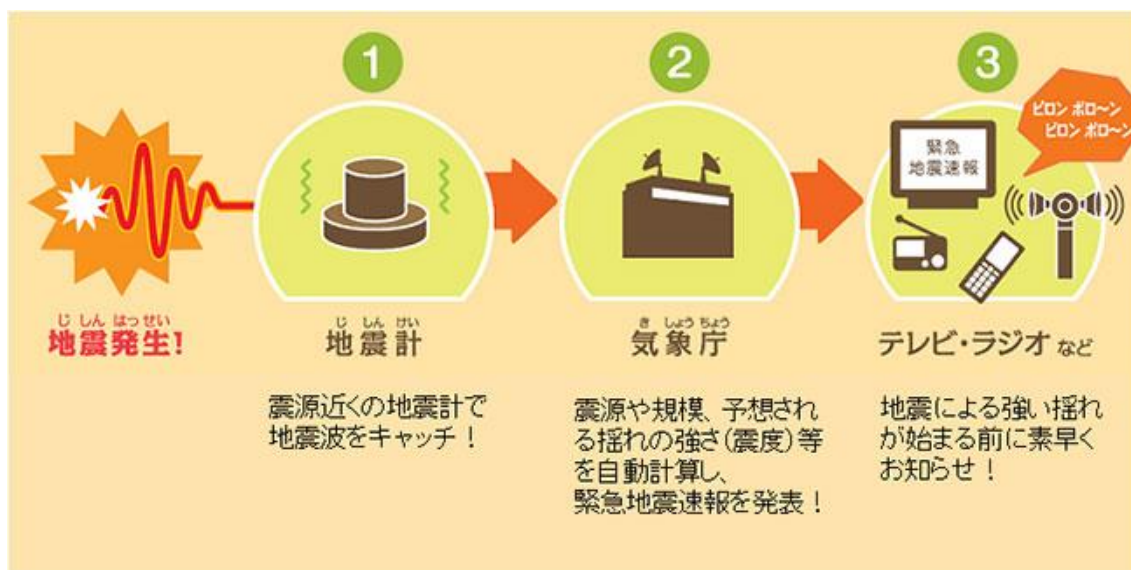 1
2
3
ピロン ポロ〜ン
ピロン ポロ〜ン
緊急
地震速報
じしんはっせい
地震発生!
じしんけい
地震計
きしょうちょう
気象庁
テレビ・ラジオ など
震源近くの地震計で
地震波をキャッチ！
震源や規模、予想され
る揺れの強さ(震度)等
を自動計算し、
緊急地震速報を発表！
地震による強い揺れ
が始まる前に素早く
お知らせ！